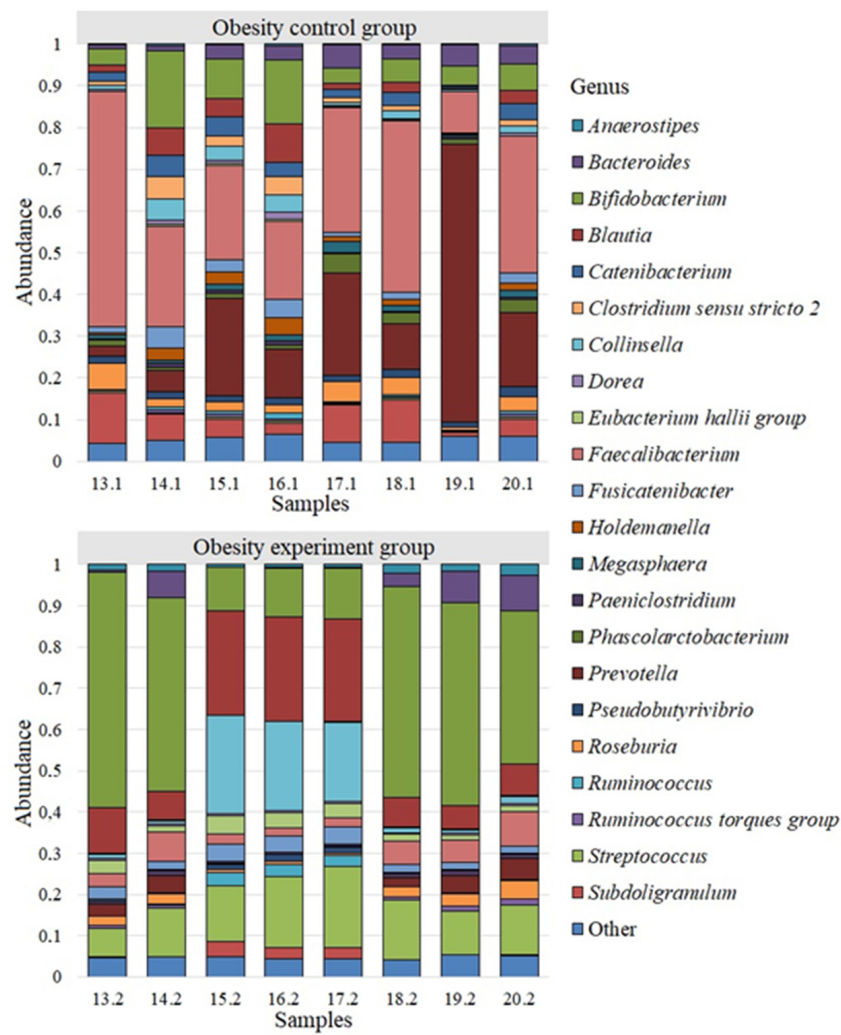 Obesity control group
1
0.9
0.8
0.7
0.6
0.5
0.4
0.3
0.2
0.1
0
Abundance
13.1 14.1 15.1 16.1 17.1 18.1 19.1 20.1
Samples
Obesity experiment group
1
0.9
0.8
0.7
0.6
0.5
0.4
0.3
0.2
0.1
0
Abundance
13.2 14.2 15.2 16.2 17.2 18.2 19.2 20.2
Samples
Genus
Anaerostipes
Bacteroides
Bifidobacterium
Blautia
Catenibacterium
Clostridium sensu stricto 2
Collinsella
Dorea
Eubacterium hallii group
Faecalibacterium
Fusicatenibacter
Holdemanella
Megasphaera
Paeniclostridium
Phascolarctobacterium
Prevotella
Pseudobutyrivibrio
Roseburia
Ruminococcus
Ruminococcus torques group
Streptococcus
Subdoligranulum
Other